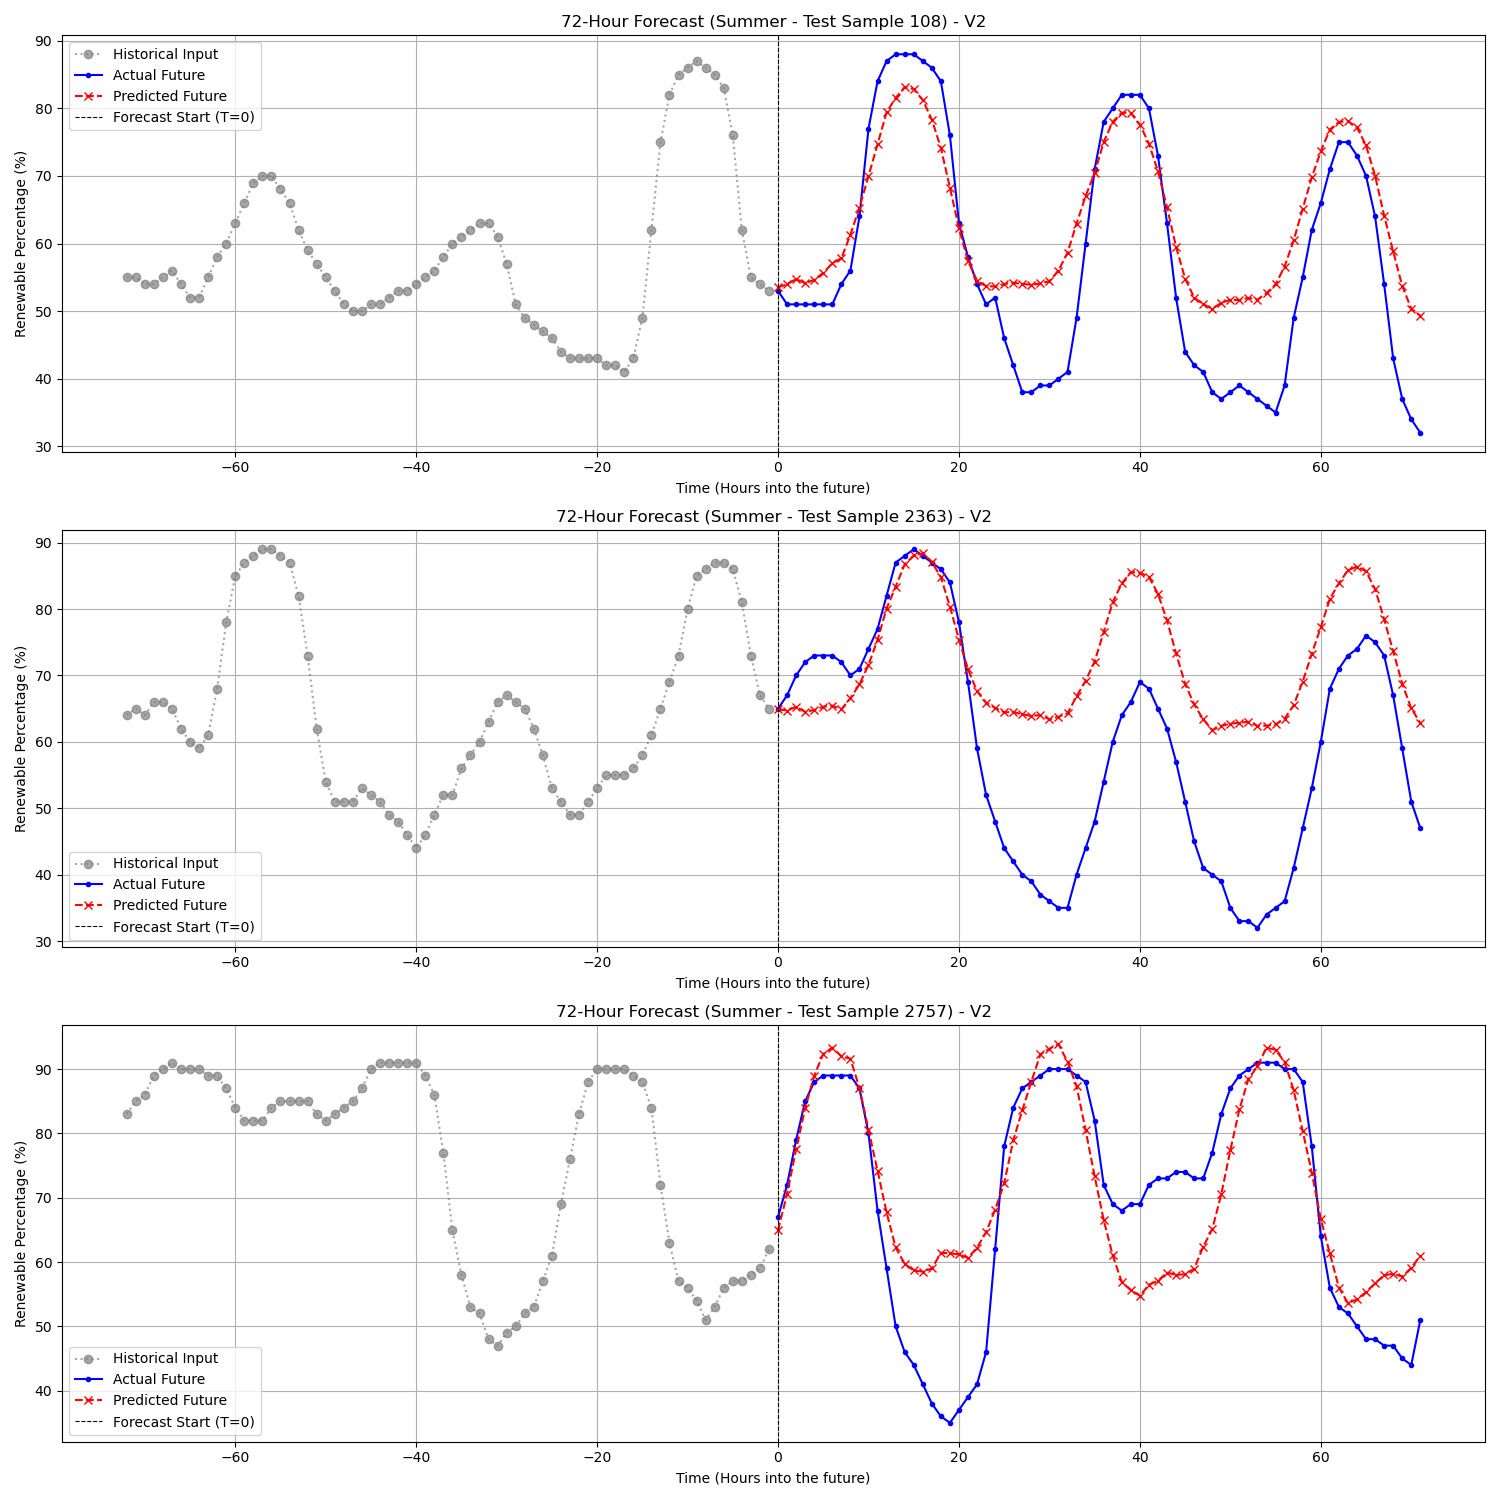 72-Hour Forecast (Summer - Test Sample 108) - V2
Renewable Percentage (%)
90
80
70
60
50
40
30
Historical Input
Actual Future
Predicted Future
Forecast Start (T=0)
−60 −40 −20 0 20 40 60
Time (Hours into the future)
72-Hour Forecast (Summer - Test Sample 2363) - V2
Renewable Percentage (%)
90
80
70
60
50
40
30
Historical Input
Actual Future
Predicted Future
Forecast Start (T=0)
−60 −40 −20 0 20 40 60
Time (Hours into the future)
72-Hour Forecast (Summer - Test Sample 2757) - V2
Renewable Percentage (%)
90
80
70
60
50
40
Historical Input
Actual Future
Predicted Future
Forecast Start (T=0)
−60 −40 −20 0 20 40 60
Time (Hours into the future)